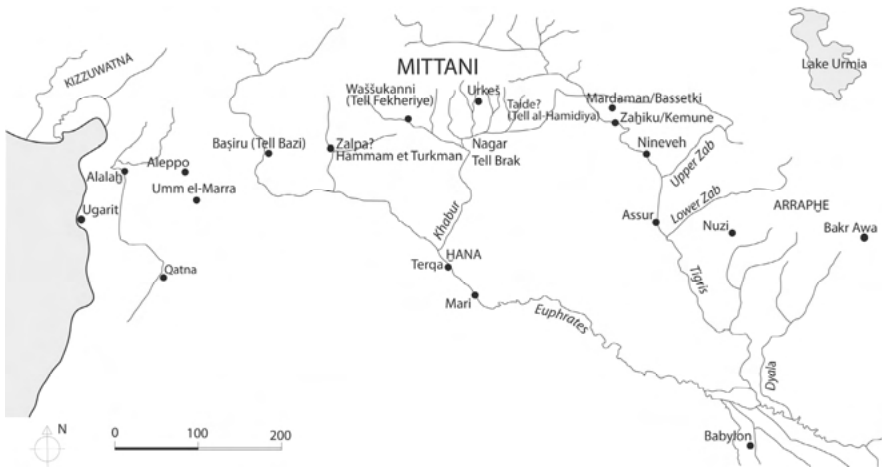 KIZZUWATNA
MITTANI
Lake Urmia
Waššukanni
(Tell Fekheriye)
Urkeš
Taide?
(Tell al-Hamidiya)
Mardaman/Bassetki
Zaḫiku/Kemune
Baṣiru (Tell Bazi)
Zalpa?
Hammam et Turkman
Nagar
Tell Brak
Nineveh
Upper Zab
Aleppo
Alalaḫ
Umm el-Marra
Ugarit
Khabur
Assur
Lower Zab
ARRAPḪE
Nuzi
Bakr Awa
Qatna
Terqa
ḪANA
Mari
Tigris
Euphrates
Dyala
N
0
100
200
Babylon